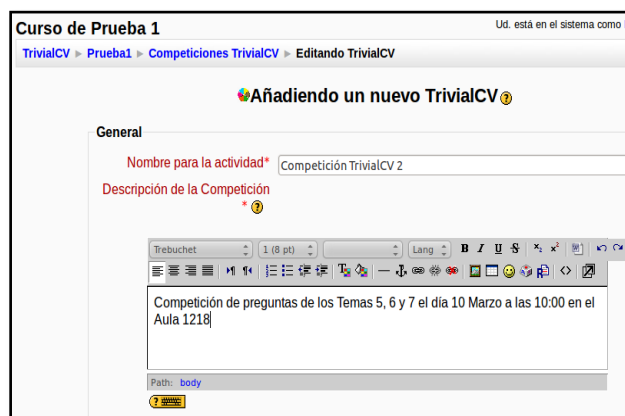 Curso de Prueba 1
Ud. está en el sistema como
TrivialCV ► Prueba1 ► Competiciones TrivialCV ► Editando TrivialCV
Añadiendo un nuevo TrivialCV
General
Nombre para la actividad* Competición TrivialCV 2
Descripción de la Competición
*
Trebuchet 1 (8 pt) Lang B I U S x₂ x²
Competición de preguntas de los Temas 5, 6 y 7 el día 10 Marzo a las 10:00 en el
Aula 1218
Path: body